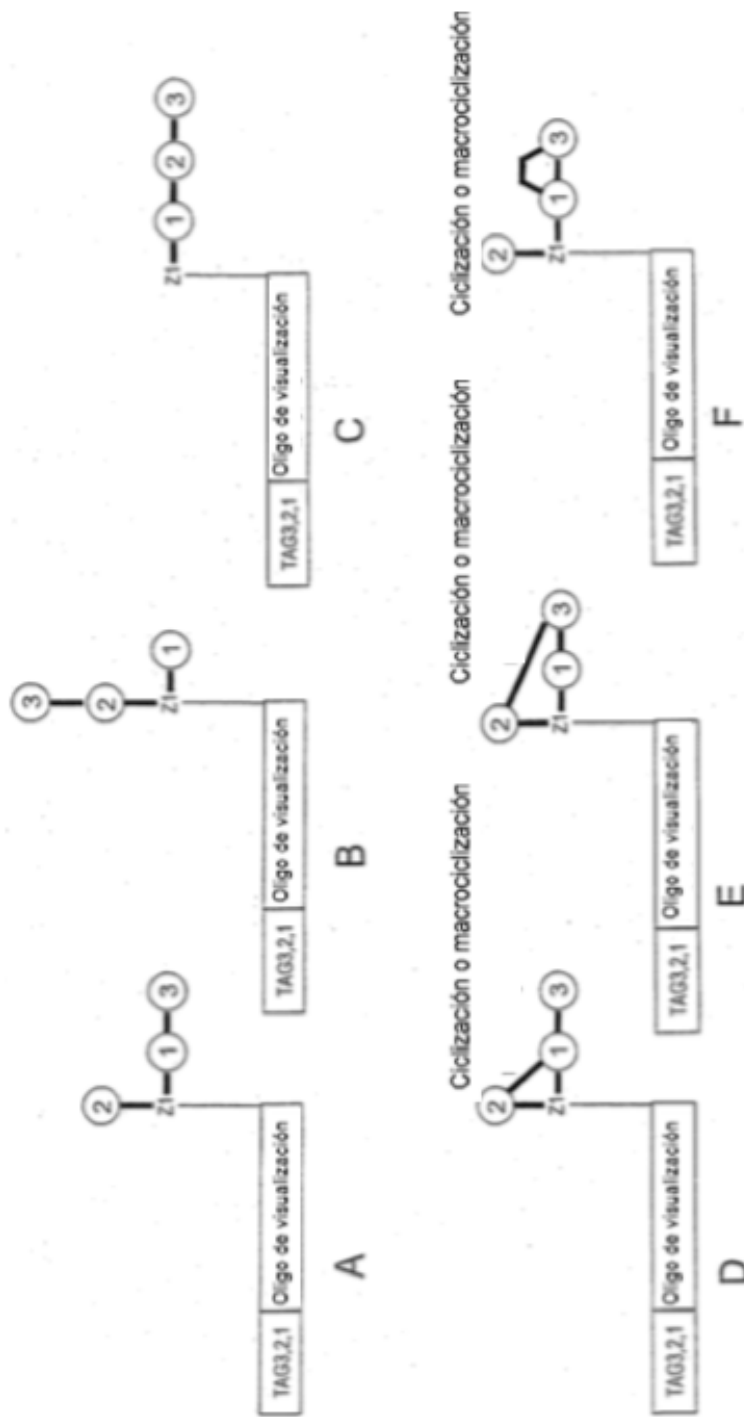 2
Z1
1
3
TAG3,2,1
Oligo de visualización
A
3
2
Z1
1
TAG3,2,1
Oligo de visualización
B
Z1
1
2
3
TAG3,2,1
Oligo de visualización
C
Ciclización o macrociclización
2
Z1
1
3
TAG3,2,1
Oligo de visualización
D
Ciclización o macrociclización
2
Z1
1
3
TAG3,2,1
Oligo de visualización
E
Ciclización o macrociclización
2
Z1
1
3
TAG3,2,1
Oligo de visualización
F